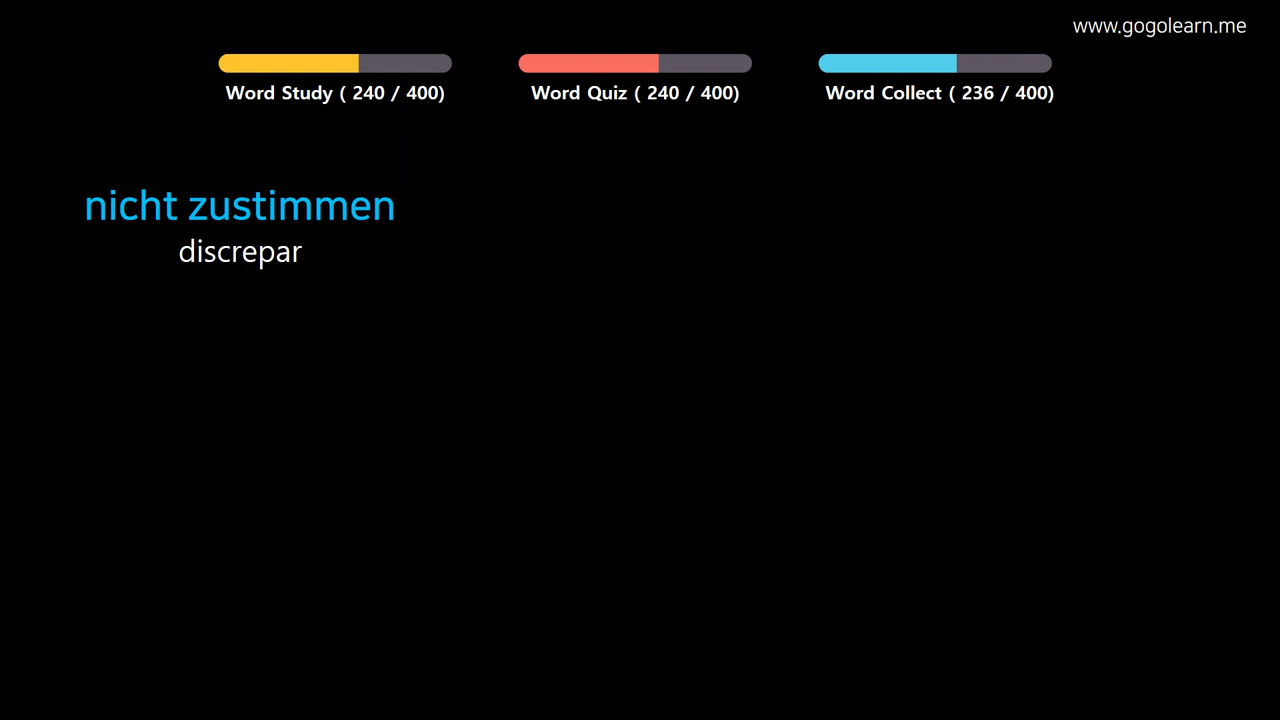 www.gogolearn.me
Word Study ( 240 / 400)
Word Quiz ( 240 / 400)
Word Collect ( 236 / 400)
nicht zustimmen
discrepar